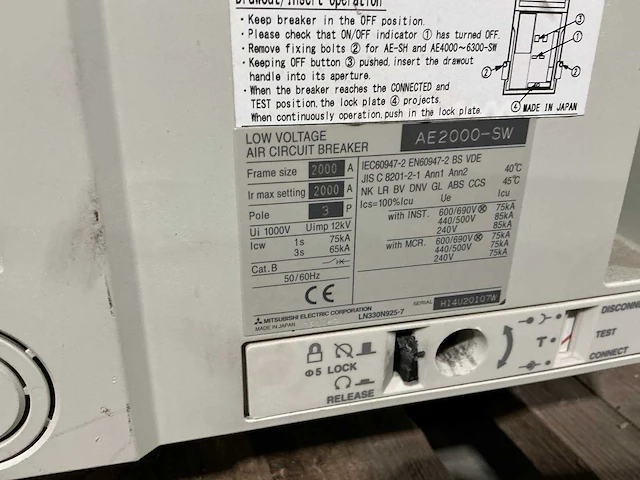 Drawout/Insert operation
• Keep breaker in the OFF position.
• Please check that ON/OFF indicator ① has turned OFF.
• Remove fixing bolts ② for AE-SH and AE4000～6300-SW
• Keeping OFF button ③ pushed, insert the drawout
handle into its aperture.
• When the breaker reaches the CONNECTED and
TEST position, the lock plate ④ projects.
When continuously operation, push in the lock plate.
③
①
② ②
④ MADE IN JAPAN
LOW VOLTAGE
AIR CIRCUIT BREAKER
AE2000-SW
Frame size 2000 A
Ir max setting 2000 A
Pole 3 P
Ui 1000V Uimp 12kV
Icw 1s 75kA
3s 65kA
Cat. B
50/60Hz
CE
IEC60947-2 EN60947-2 BS VDE
JIS C 8201-2-1 Ann1 Ann2 40℃
NK LR BV DNV GL ABS CCS 45℃
Ics=100%Icu Ue Icu
with INST. 600/690V 75kA
440/500V 85kA
240V 85kA
with MCR. 600/690V 75kA
440/500V 75kA
240V 75kA
MITSUBISHI ELECTRIC CORPORATION
MADE IN JAPAN
LN330N925-7
SERIAL H14U20107W
Φ5 LOCK
RELEASE
DISCONNE
T TEST
CONNECT